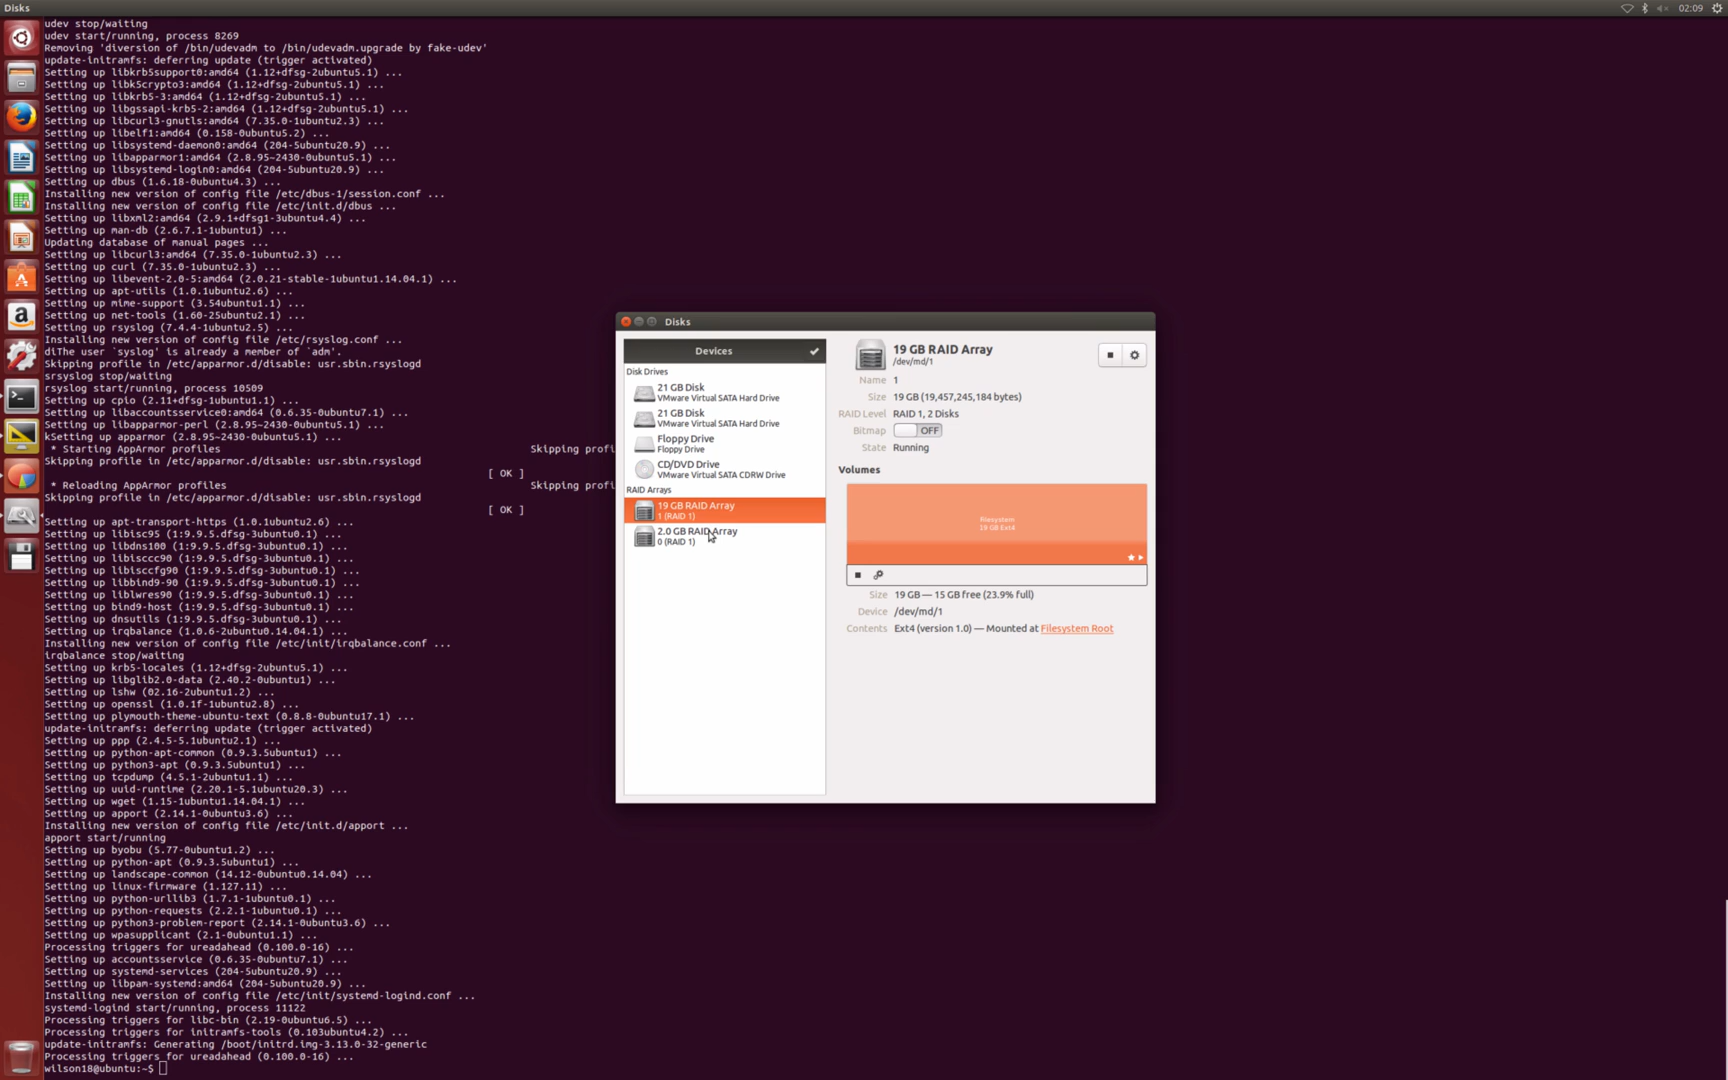 Disks
02:09
udev stop/waiting
udev start/running, process 8269
Removing 'diversion of /bin/udevadm to /bin/udevadm.upgrade by fake-udev'
update-initramfs: deferring update (trigger activated)
Setting up libkrb5support0:amd64 (1.12+dfsg-2ubuntu5.1) ...
Setting up libk5crypto3:amd64 (1.12+dfsg-2ubuntu5.1) ...
Setting up libkrb5-3:amd64 (1.12+dfsg-2ubuntu5.1) ...
Setting up libgssapi-krb5-2:amd64 (1.12+dfsg-2ubuntu5.1) ...
Setting up libcurl3-gnutls:amd64 (7.35.0-1ubuntu2.3) ...
Setting up libelf1:amd64 (0.158-0ubuntu5.2) ...
Setting up libsystemd-daemon0:amd64 (204-5ubuntu20.9) ...
Setting up libapparmor1:amd64 (2.8.95~2430-0ubuntu5.1) ...
Setting up libsystemd-login0:amd64 (204-5ubuntu20.9) ...
Setting up dbus (1.6.18-0ubuntu4.3) ...
Installing new version of config file /etc/dbus-1/session.conf ...
Installing new version of config file /etc/init.d/dbus ...
Setting up libxml2:amd64 (2.9.1+dfsg1-3ubuntu4.4) ...
Setting up man-db (2.6.7.1-1ubuntu1) ...
Updating database of manual pages ...
Setting up libcurl3:amd64 (7.35.0-1ubuntu2.3) ...
Setting up curl (7.35.0-1ubuntu2.3) ...
Setting up libevent-2.0-5:amd64 (2.0.21-stable-1ubuntu1.14.04.1) ...
Setting up apt-utils (1.0.1ubuntu2.6) ...
Setting up mime-support (3.54ubuntu1.1) ...
Setting up net-tools (1.60-25ubuntu2.1) ...
Setting up rsyslog (7.4.4-1ubuntu2.5) ...
Installing new version of config file /etc/rsyslog.conf ...
diThe user `syslog' is already a member of `adm'.
Skipping profile in /etc/apparmor.d/disable: usr.sbin.rsyslogd
srsyslog stop/waiting
rsyslog start/running, process 10509
Setting up cpio (2.11+dfsg-1ubuntu1.1) ...
Setting up libaccountsservice0:amd64 (0.6.35-0ubuntu7.1) ...
Setting up libapparmor-perl (2.8.95~2430-0ubuntu5.1) ...
kSetting up apparmor (2.8.95~2430-0ubuntu5.1) ...
* Starting AppArmor profiles Skipping profi
Skipping profile in /etc/apparmor.d/disable: usr.sbin.rsyslogd
[ OK ]
* Reloading AppArmor profiles Skipping profi
Skipping profile in /etc/apparmor.d/disable: usr.sbin.rsyslogd
[ OK ]
Setting up apt-transport-https (1.0.1ubuntu2.6) ...
Setting up libisc95 (1:9.9.5.dfsg-3ubuntu0.1) ...
Setting up libdns100 (1:9.9.5.dfsg-3ubuntu0.1) ...
Setting up libisccc90 (1:9.9.5.dfsg-3ubuntu0.1) ...
Setting up libisccfg90 (1:9.9.5.dfsg-3ubuntu0.1) ...
Setting up libbind9-90 (1:9.9.5.dfsg-3ubuntu0.1) ...
Setting up liblwres90 (1:9.9.5.dfsg-3ubuntu0.1) ...
Setting up bind9-host (1:9.9.5.dfsg-3ubuntu0.1) ...
Setting up dnsutils (1:9.9.5.dfsg-3ubuntu0.1) ...
Setting up irqbalance (1.0.6-2ubuntu0.14.04.1) ...
Installing new version of config file /etc/init/irqbalance.conf ...
irqbalance stop/waiting
Setting up krb5-locales (1.12+dfsg-2ubuntu5.1) ...
Setting up libglib2.0-data (2.40.2-0ubuntu1) ...
Setting up lshw (02.16-2ubuntu1.2) ...
Setting up openssl (1.0.1f-1ubuntu2.8) ...
Setting up plymouth-theme-ubuntu-text (0.8.8-0ubuntu17.1) ...
update-initramfs: deferring update (trigger activated)
Setting up ppp (2.4.5-5.1ubuntu2.1) ...
Setting up python-apt-common (0.9.3.5ubuntu1) ...
Setting up python3-apt (0.9.3.5ubuntu1) ...
Setting up tcpdump (4.5.1-2ubuntu1.1) ...
Setting up uuid-runtime (2.20.1-5.1ubuntu20.3) ...
Setting up wget (1.15-1ubuntu1.14.04.1) ...
Setting up apport (2.14.1-0ubuntu3.6) ...
Installing new version of config file /etc/init.d/apport ...
apport start/running
Setting up byobu (5.77-0ubuntu1.2) ...
Setting up python-apt (0.9.3.5ubuntu1) ...
Setting up landscape-common (14.12-0ubuntu0.14.04) ...
Setting up linux-firmware (1.127.11) ...
Setting up python-urllib3 (1.7.1-1ubuntu0.1) ...
Setting up python-requests (2.2.1-1ubuntu0.1) ...
Setting up python3-problem-report (2.14.1-0ubuntu3.6) ...
Setting up wpasupplicant (2.1-0ubuntu1.1) ...
Processing triggers for ureadahead (0.100.0-16) ...
Setting up accountsservice (0.6.35-0ubuntu7.1) ...
Setting up systemd-services (204-5ubuntu20.9) ...
Setting up libpam-systemd:amd64 (204-5ubuntu20.9) ...
Installing new version of config file /etc/init/systemd-logind.conf ...
systemd-logind start/running, process 11122
Processing triggers for libc-bin (2.19-0ubuntu6.5) ...
Processing triggers for initramfs-tools (0.103ubuntu4.2) ...
update-initramfs: Generating /boot/initrd.img-3.13.0-32-generic
Processing triggers for ureadahead (0.100.0-16) ...
wilson18@ubuntu:~$
Disks
Devices
Disk Drives
21 GB Disk
VMware Virtual SATA Hard Drive
21 GB Disk
VMware Virtual SATA Hard Drive
Floppy Drive
Floppy Drive
CD/DVD Drive
VMware Virtual SATA CDRW Drive
RAID Arrays
19 GB RAID Array
1 (RAID 1)
2.0 GB RAID Array
0 (RAID 1)
19 GB RAID Array
/dev/md/1
Name 1
Size 19 GB (19,457,245,184 bytes)
RAID Level RAID 1, 2 Disks
Bitmap OFF
State Running
Volumes
Filesystem
19 GB Ext4
Size 19 GB — 15 GB free (23.9% full)
Device /dev/md/1
Contents Ext4 (version 1.0) — Mounted at Filesystem Root